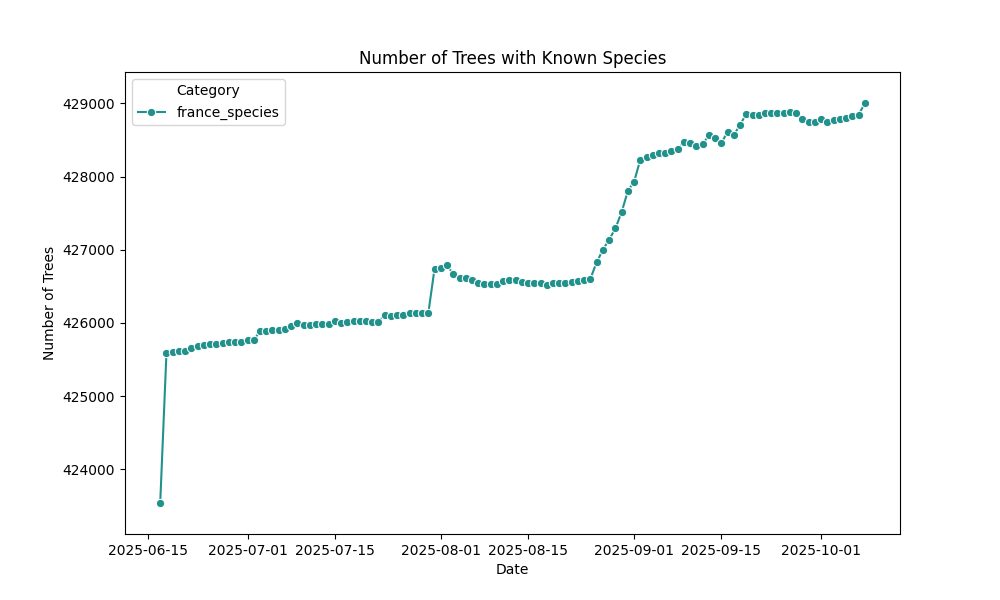 Number of Trees with Known Species
Category
france_species
429000
428000
427000
426000
425000
424000
Number of Trees
2025-06-15
2025-07-01
2025-07-15
2025-08-01
2025-08-15
2025-09-01
2025-09-15
2025-10-01
Date